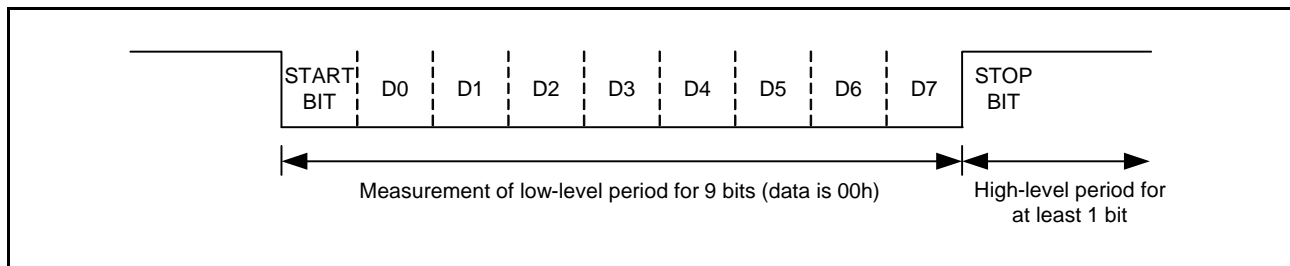 START BIT D0 D1 D2 D3 D4 D5 D6 D7 STOP BIT
Measurement of low-level period for 9 bits (data is 00h)
High-level period for
at least 1 bit